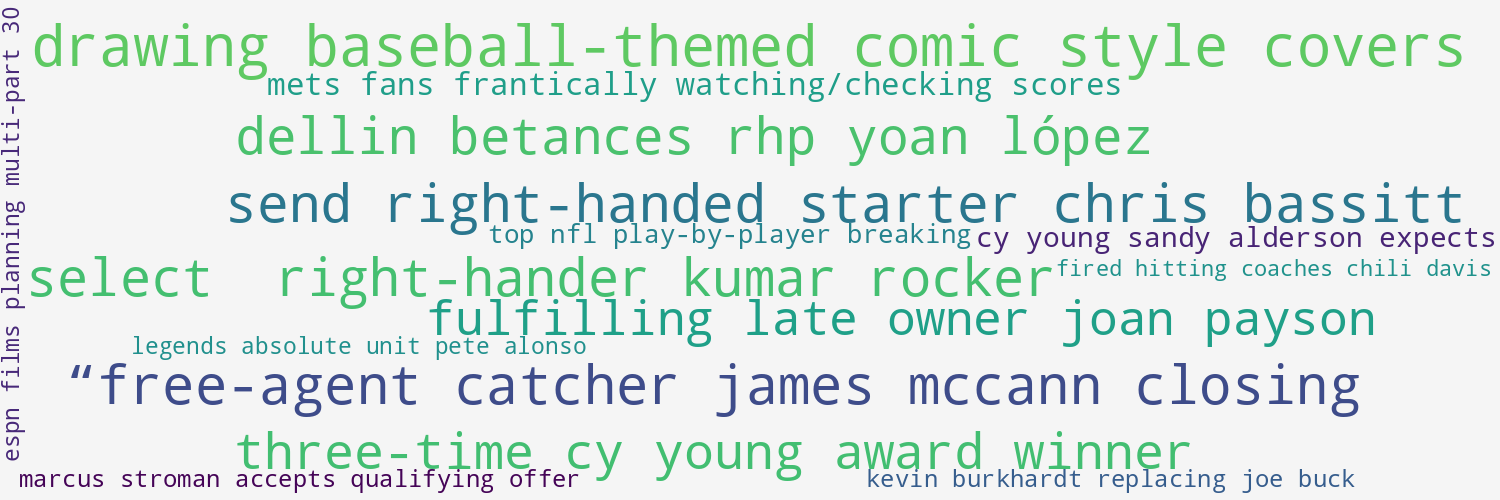 espn films planning multi-part 30
drawing baseball-themed comic style covers
mets fans frantically watching/checking scores
dellin betances rhp yoan lópez
send right-handed starter chris bassitt
top nfl play-by-player breaking
cy young sandy alderson expects
select  right-hander kumar rocker
fired hitting coaches chili davis
fulfilling late owner joan payson
legends absolute unit pete alonso
“free-agent catcher james mccann closing
three-time cy young award winner
marcus stroman accepts qualifying offer
kevin burkhardt replacing joe buck